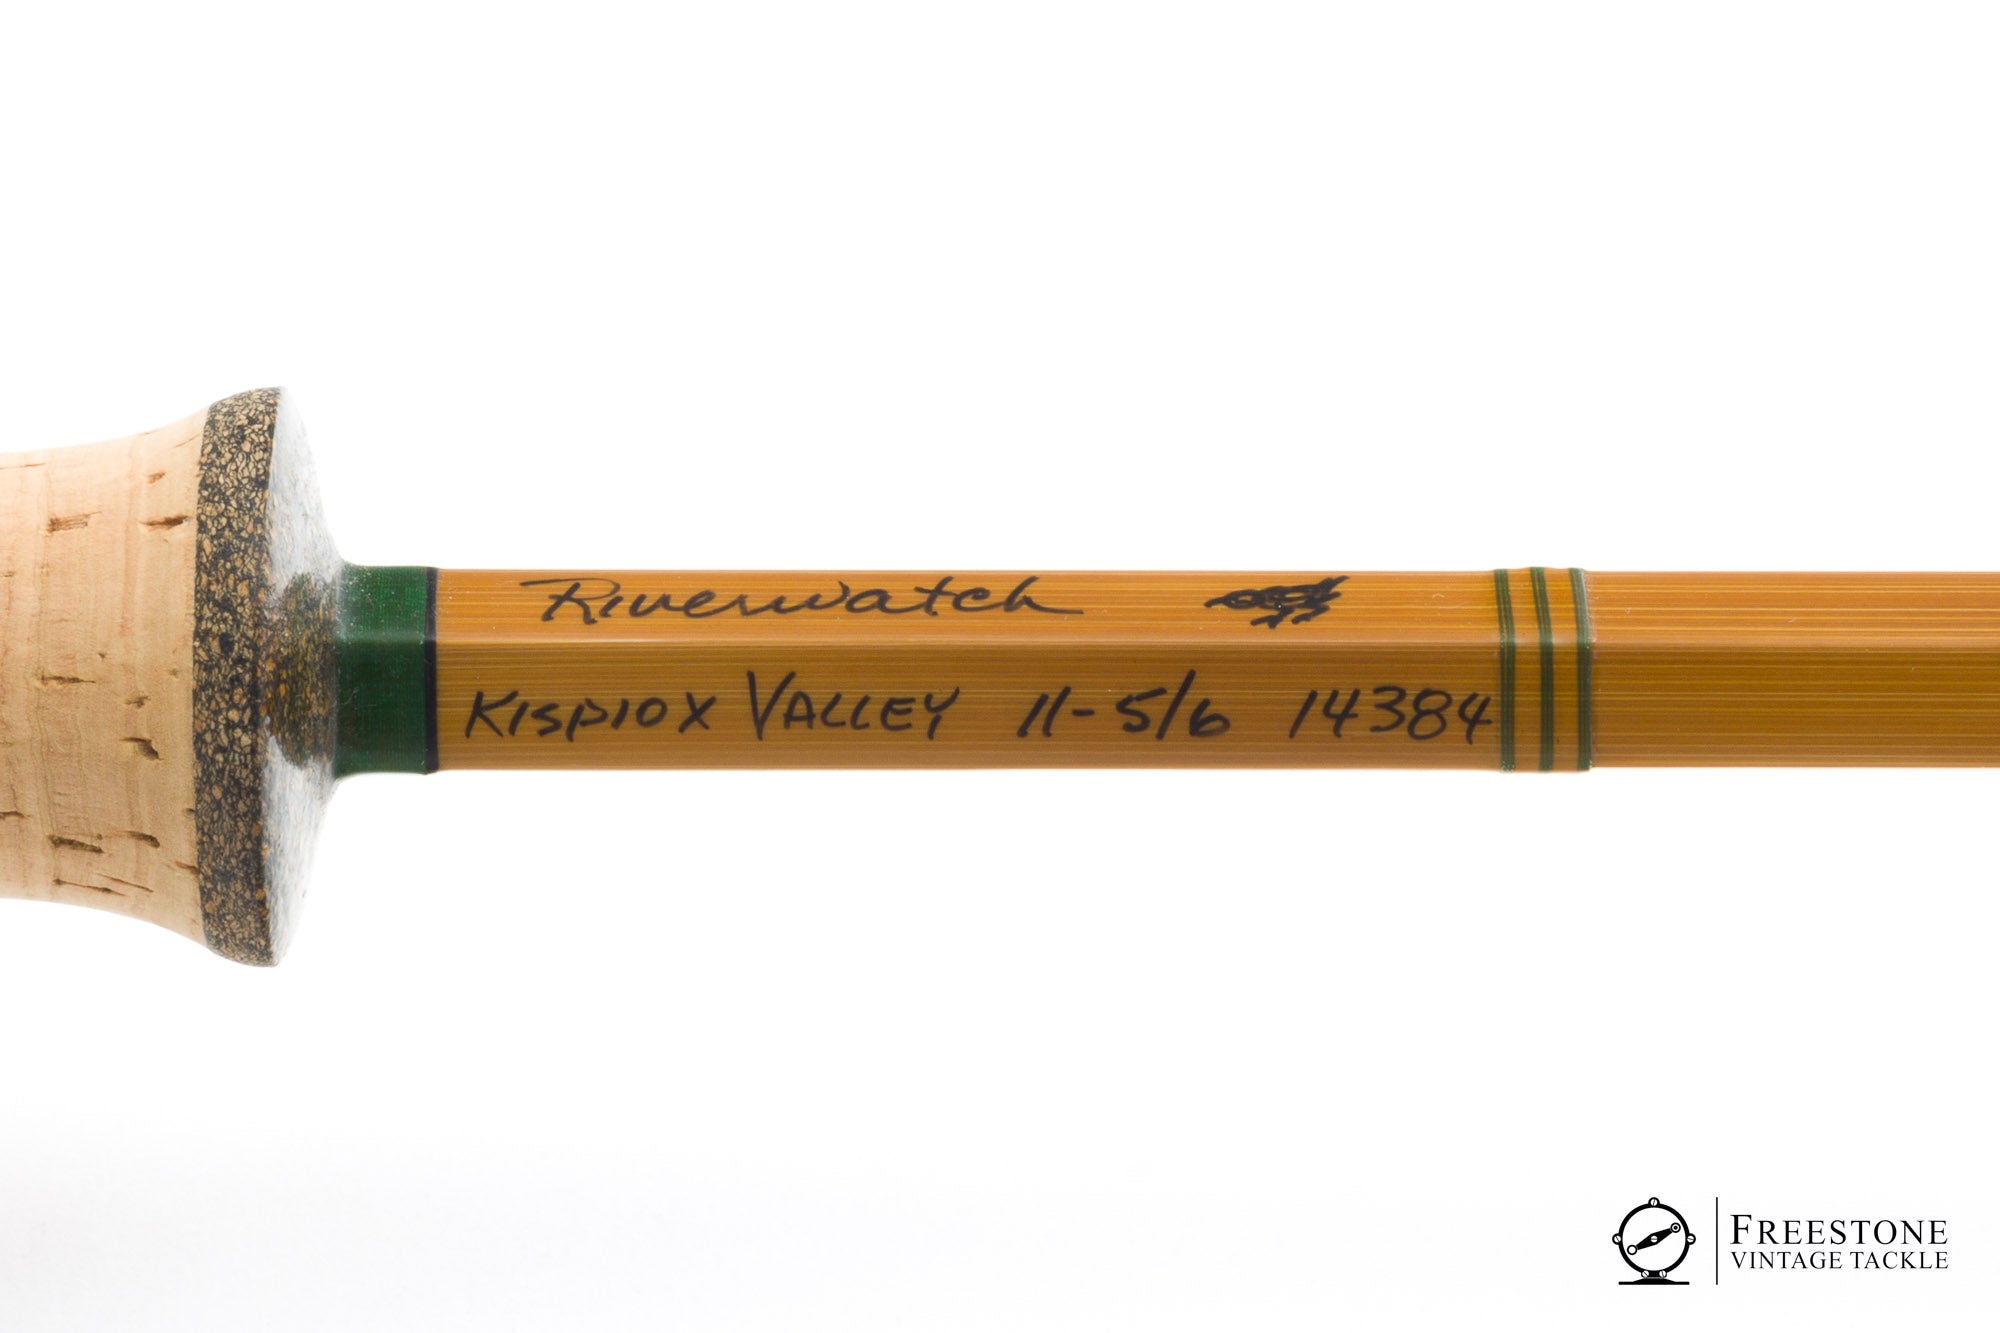 Riverwatch
Kispiox Valley 11-5/6 14384
FREESTONE
VINTAGE TACKLE